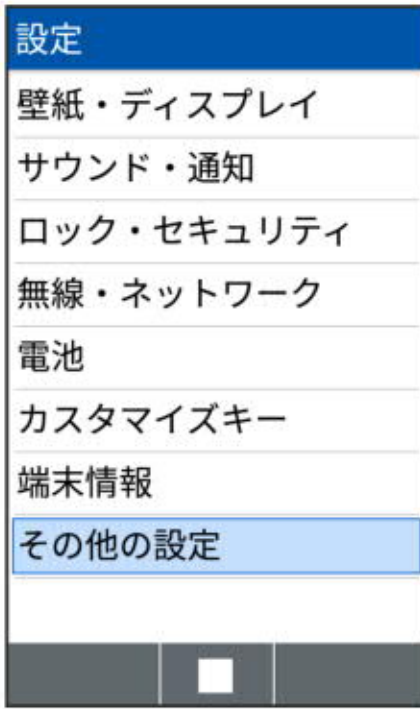 設定
壁紙・ディスプレイ
サウンド・通知
ロック・セキュリティ
無線・ネットワーク
電池
カスタマイズキー
端末情報
その他の設定